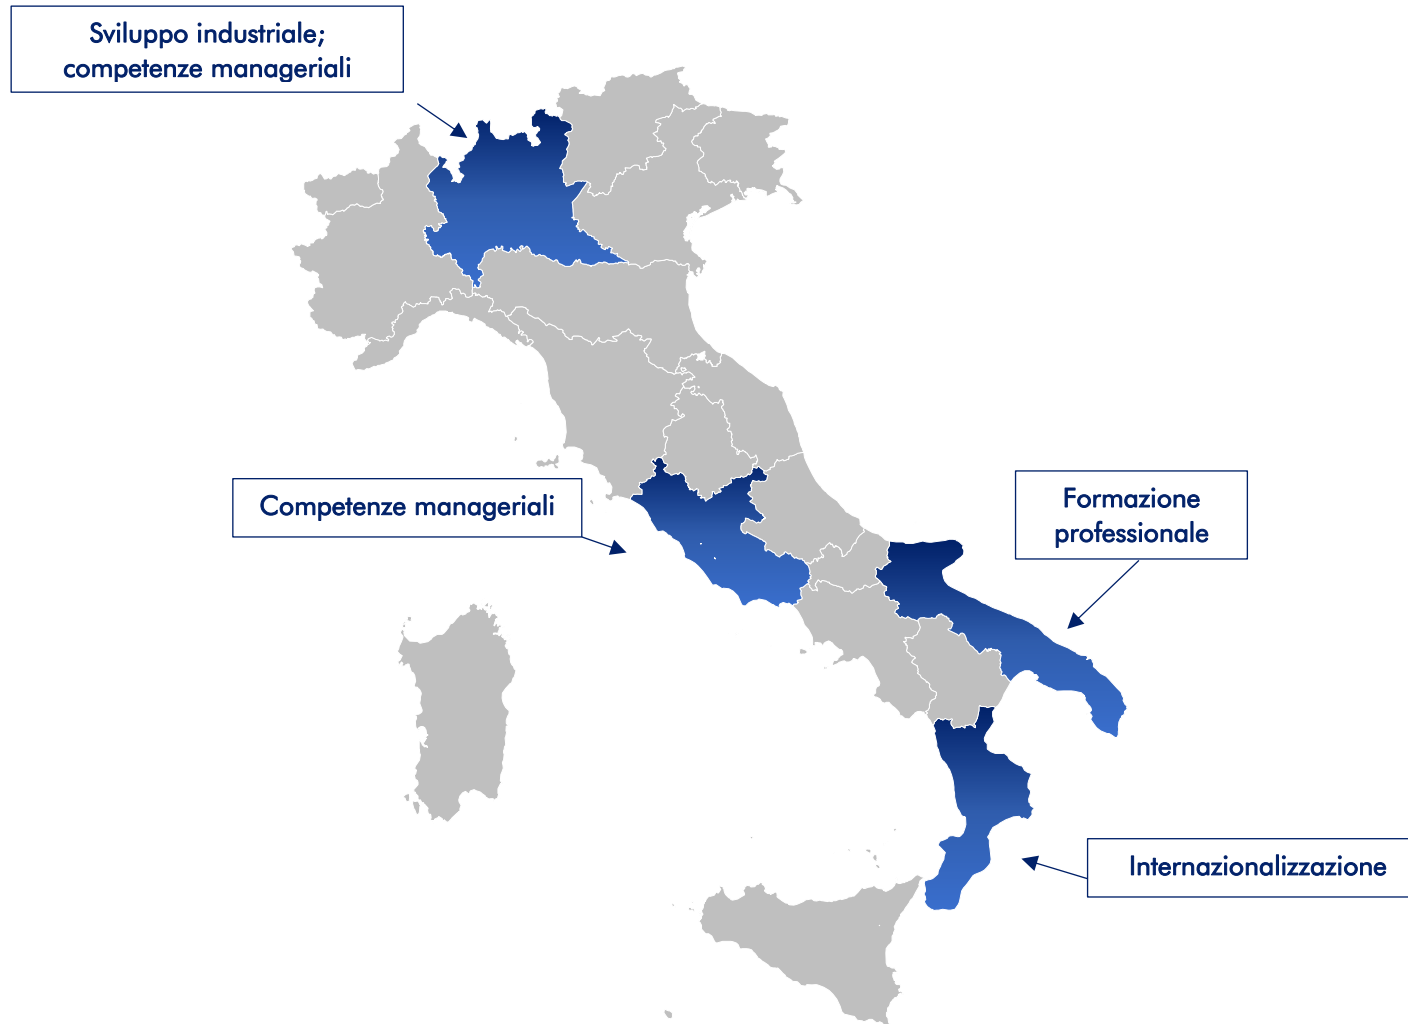 Sviluppo industriale;
competenze manageriali
Competenze manageriali
Formazione
professionale
Internazionalizzazione